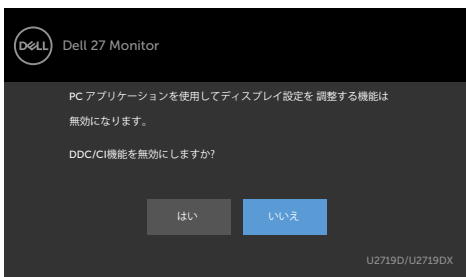 DELL Dell 27 Monitor
PC アプリケーションを使用してディスプレイ設定を 調整する機能は
無効になります。
DDC/CI機能を無効にしますか?
はい いいえ
U2719D/U2719DX